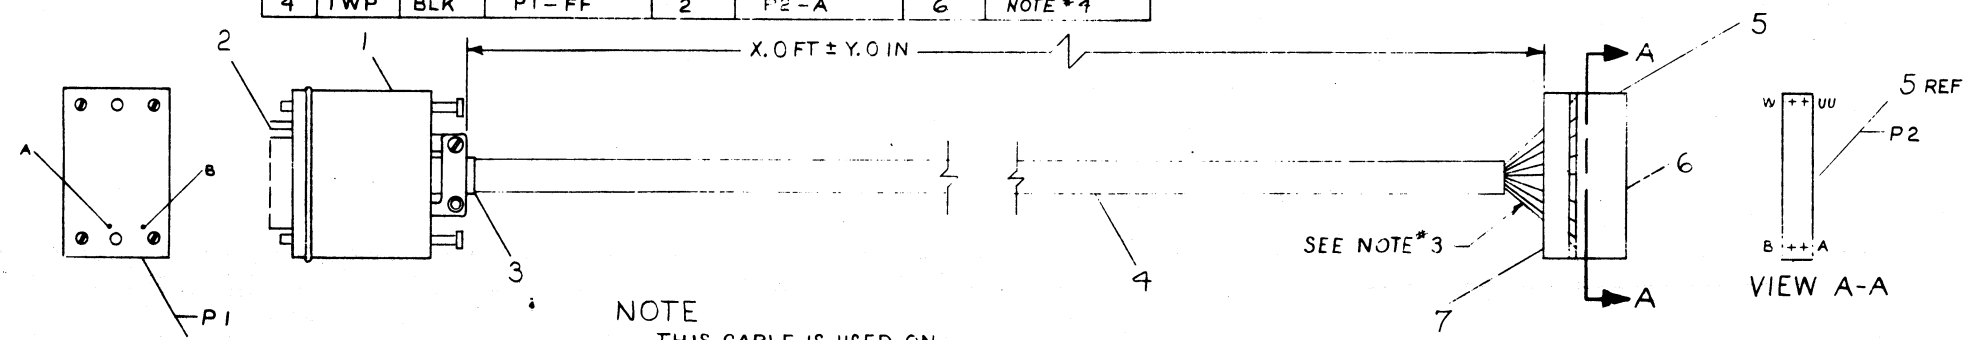 4 TWP BLK P1-FF 2 P2-A 6 NOTE #4
X.0 FT ± Y.0 IN
2
1
5
A
5 REF
W
UU
P2
A
B
6
SEE NOTE #3
B
A
3
4
A
VIEW A-A
7
P1
NOTE
THIS CABLE IS USED ON